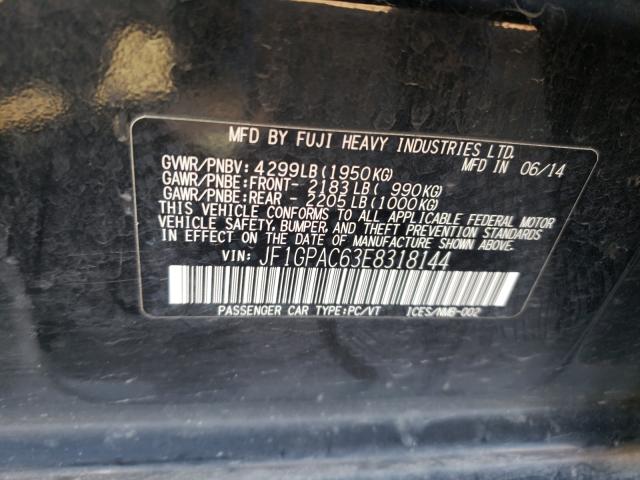 MFD BY FUJI HEAVY INDUSTRIES LTD.
GVWR/PNBV: 4299LB(1950KG) MFD IN 06/14
GAWR/PNBE:FRONT- 2183LB( 990KG)
GAWR/PNBE:REAR - 2205LB(1000KG)
THIS VEHICLE CONFORMS TO ALL APPLICABLE FEDERAL MOTOR
VEHICLE SAFETY, BUMPER, AND THEFT PREVENTION STANDARDS
IN EFFECT ON THE DATE OF MANUFACTURE SHOWN ABOVE.
VIN: JF1GPAC63E8318144
PASSENGER CAR TYPE:PC/VT ICES/NMB-002